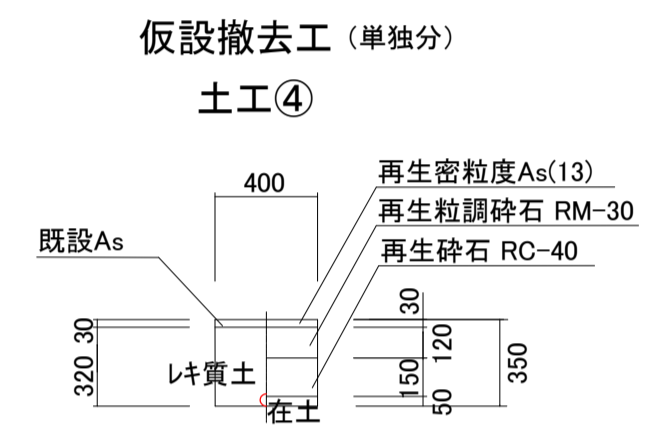 仮設撤去工（単独分）
土工④
400
再生密粒度As(13)
再生粒調砕石 RM-30
既設As
再生砕石 RC-40
30
30
120
320
レキ質土
150
350
50
在土